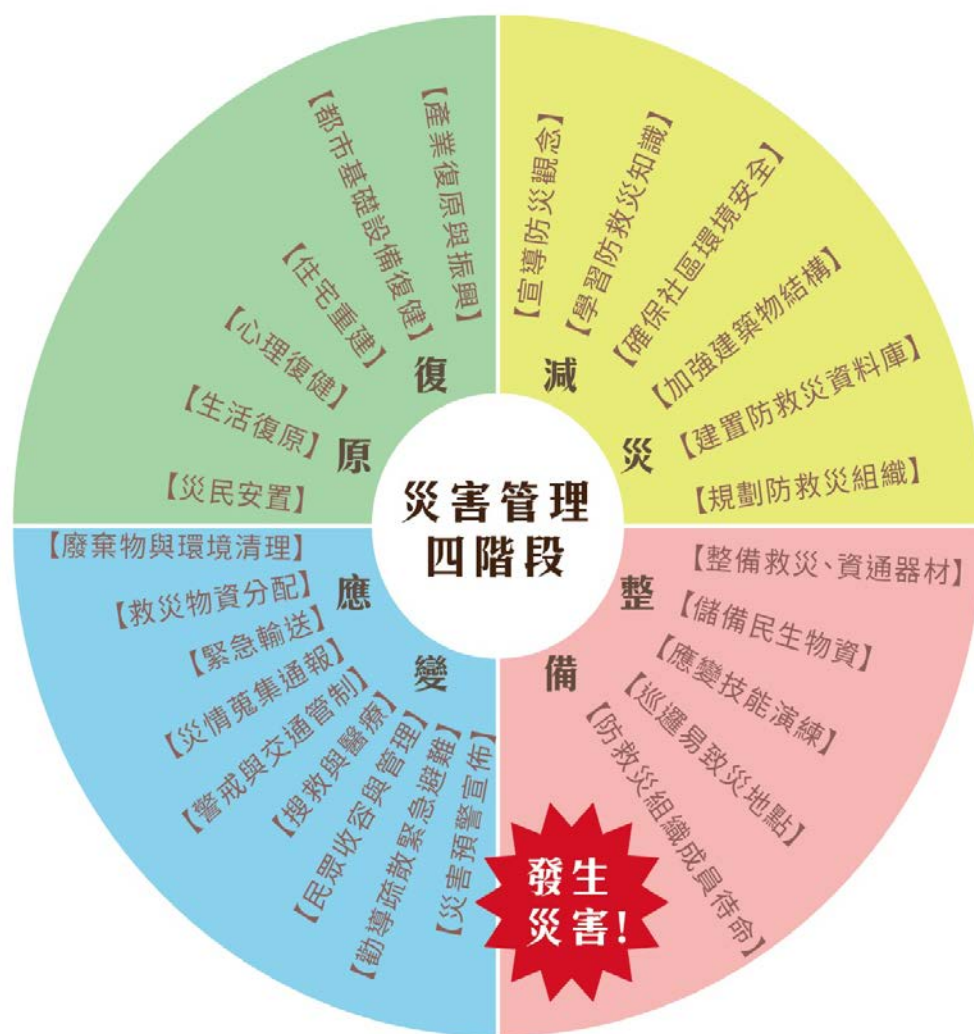 災害管理
四階段
減災
【宣導防災觀念】
【學習防救災知識】
【確保社區環境安全】
【加強建築物結構】
【建置防救災資料庫】
【規劃防救災組織】
整備
【整備救災、資通器材】
【儲備民生物資】
【應變技能演練】
【巡邏易致災地點】
【防救災組織成員待命】
發生
災害!
應變
【災害預警宣佈】
【勸導疏散緊急避難】
【民眾收容與管理】
【搜救與醫療】
【警戒與交通管制】
【災情蒐集通報】
【緊急輸送】
【救災物資分配】
【廢棄物與環境清理】
復原
【災民安置】
【生活復原】
【心理復健】
【住宅重建】
【都市基礎設備復健】
【產業復原與振興】